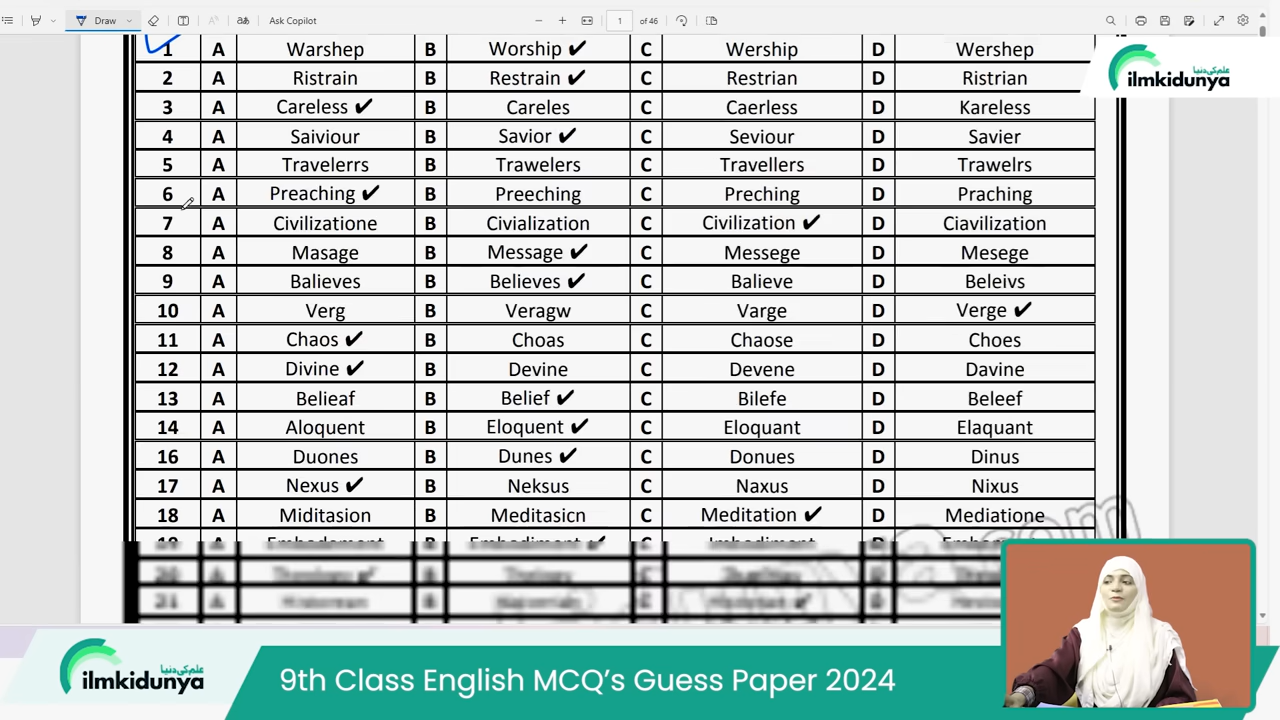 Draw
Ask Copilot
1 of 46
1 A Warshep B Worship ✔ C Wership D Wershep
2 A Ristrain B Restrain ✔ C Restrian D Ristrian
3 A Careless ✔ B Careles C Caerless D Kareless
4 A Saiviour B Savior ✔ C Seviour D Savier
5 A Travelerrs B Trawelers C Travellers D Trawelrs
6 A Preaching ✔ B Preeching C Preching D Praching
7 A Civilizatione B Civialization C Civilization ✔ D Ciavilization
8 A Masage B Message ✔ C Messege D Mesege
9 A Balieves B Believes ✔ C Balieve D Beleivs
10 A Verg B Veragw C Varge D Verge ✔
11 A Chaos ✔ B Choas C Chaose D Choes
12 A Divine ✔ B Devine C Devene D Davine
13 A Belieaf B Belief ✔ C Bilefe D Beleef
14 A Aloquent B Eloquent ✔ C Eloquant D Elaquant
16 A Duones B Dunes ✔ C Donues D Dinus
17 A Nexus ✔ B Neksus C Naxus D Nixus
18 A Miditasion B Meditasicn C Meditation ✔ D Mediatione
علم کی دنیا
ilmkidunya
علم کی دنیا
ilmkidunya
9th Class English MCQ's Guess Paper 2024